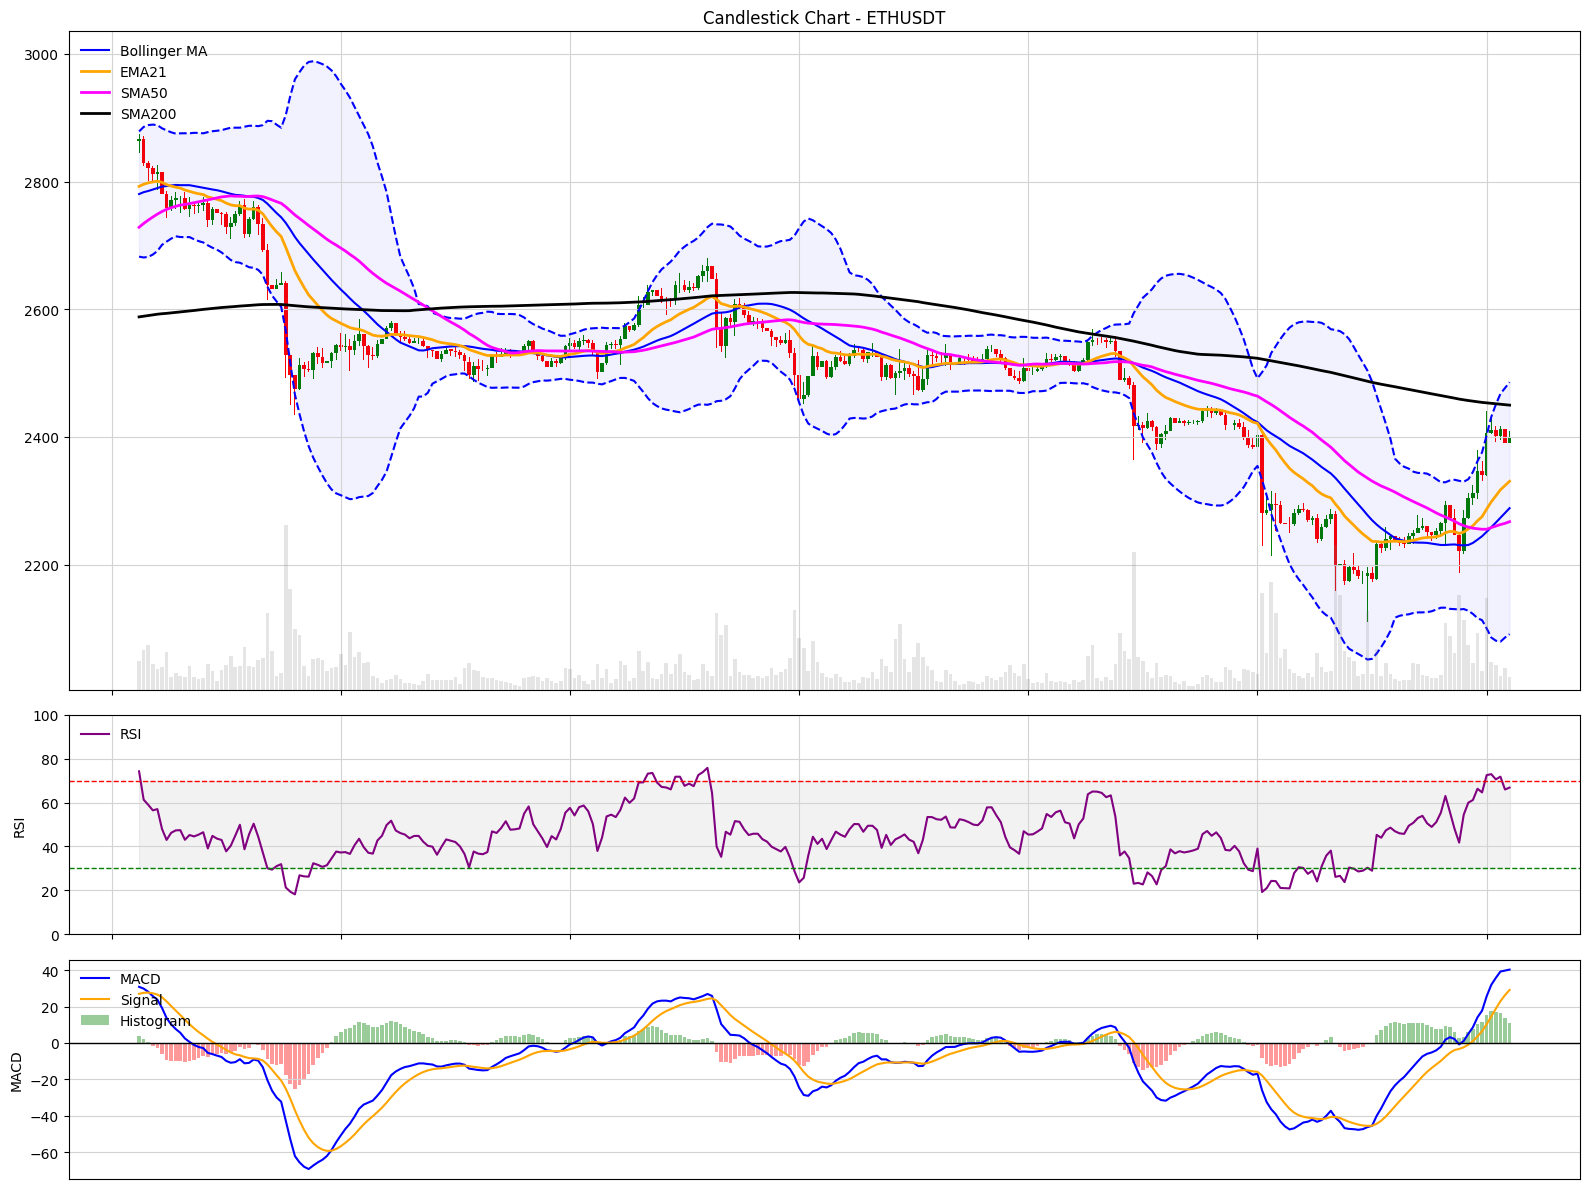 Candlestick Chart - ETHUSDT
3000
2800
2600
2400
2200
Bollinger MA
EMA21
SMA50
SMA200
100
80
60
40
20
0
RSI
RSI
40
20
0
−20
−40
−60
MACD
MACD
Signal
Histogram